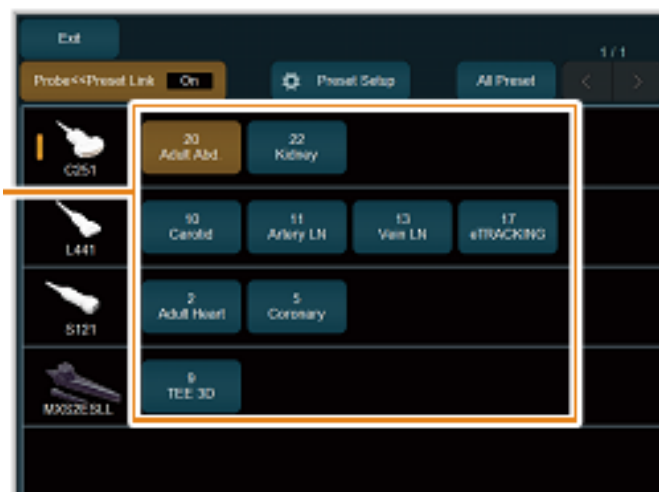 Exit
1/1
Probe<<Preset Link On Preset Setup All Preset < >
20 22
Adult Abd. Kidney
C251
10 11 13 17
Carotid Artery LN Vein LN eTRACKING
L441
2 5
Adult Heart Coronary
S121
9
TEE 3D
MXS2ESLL